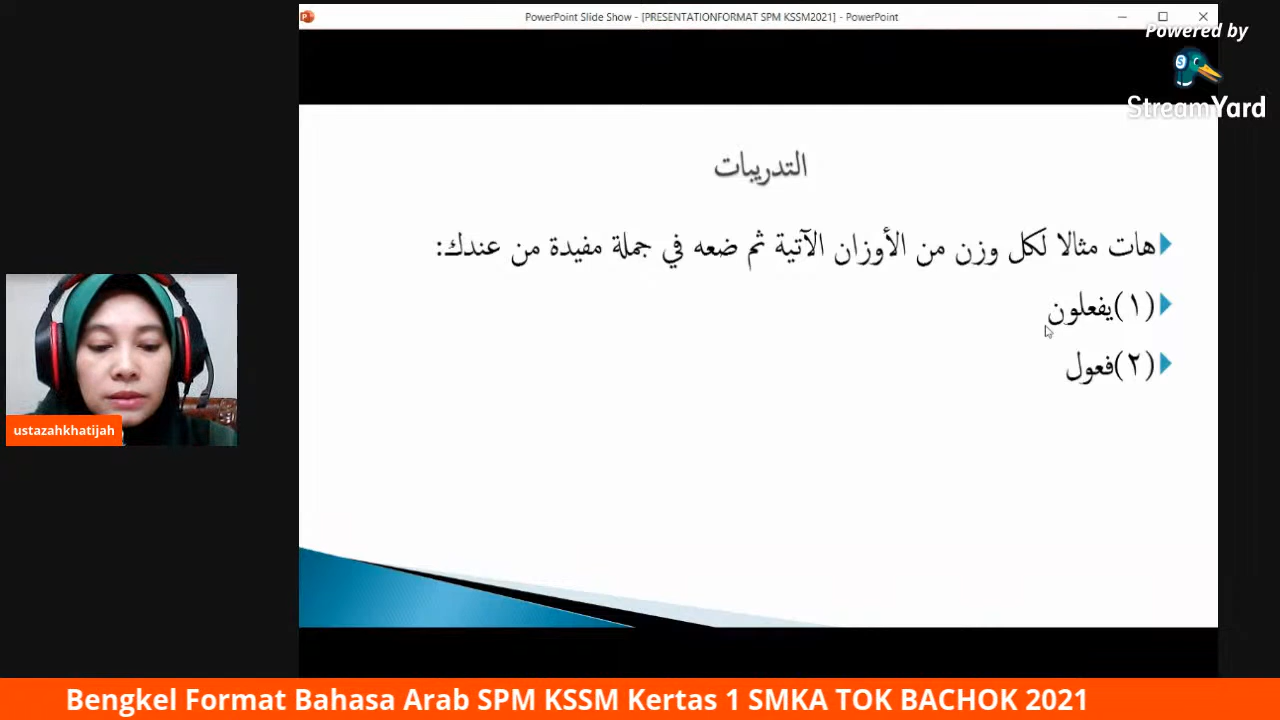 PowerPoint Slide Show - [PRESENTATIONFORMAT SPM KSSM2021] - PowerPoint
Powered by
StreamYard
التدريبات
هات مثالا لكل وزن من الأوزان الآتية ثم ضعه في جملة مفيدة من عندك:
(١)يفعلون
(٢)فعول
ustazahkhatijah
Bengkel Format Bahasa Arab SPM KSSM Kertas 1 SMKA TOK BACHOK 2021